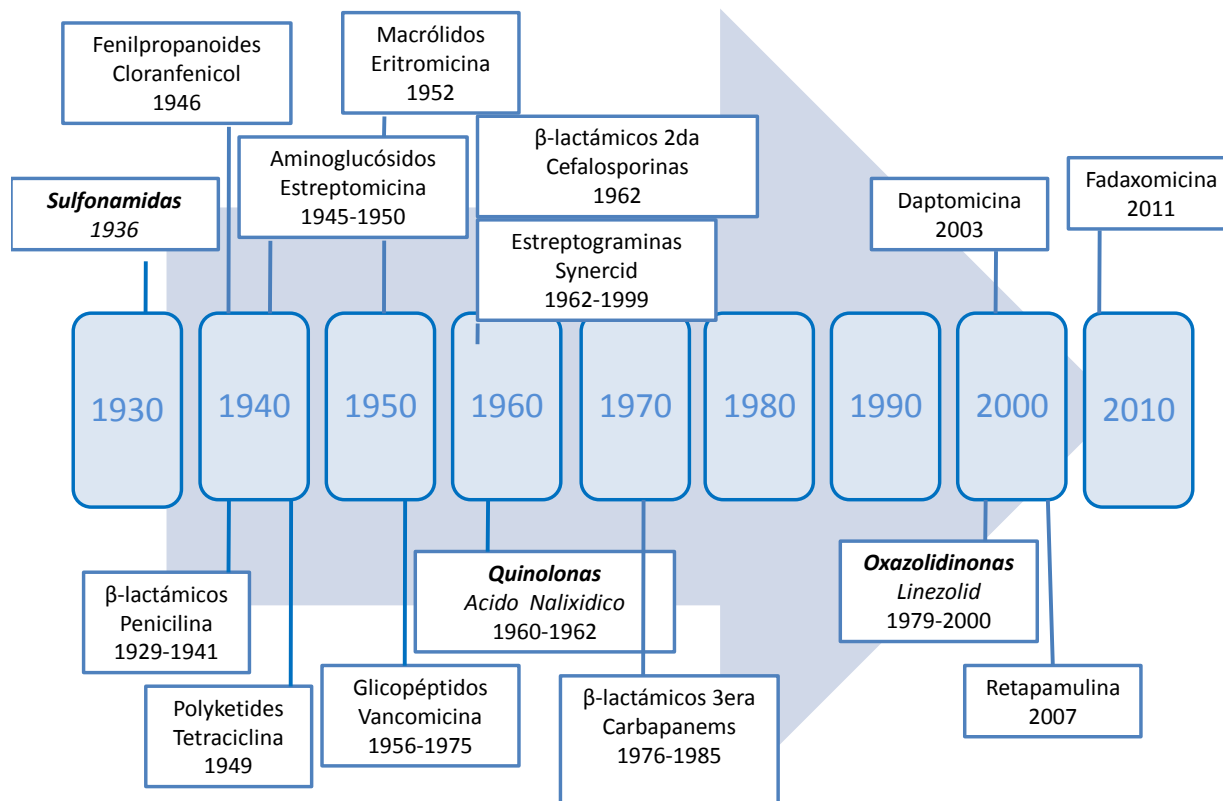 Fenilpropanoides
Cloranfenicol
1946
Macrólidos
Eritromicina
1952
Sulfonamidas
1936
Aminoglucósidos
Estreptomicina
1945-1950
β-lactámicos 2da
Cefalosporinas
1962
Estreptograminas
Synercid
1962-1999
Daptomicina
2003
Fadaxomicina
2011
1930
1940
1950
1960
1970
1980
1990
2000
2010
β-lactámicos
Penicilina
1929-1941
Polyketides
Tetraciclina
1949
Glicopéptidos
Vancomicina
1956-1975
Quinolonas
Acido Nalixidico
1960-1962
β-lactámicos 3era
Carbapanems
1976-1985
Oxazolidinonas
Linezolid
1979-2000
Retapamulina
2007